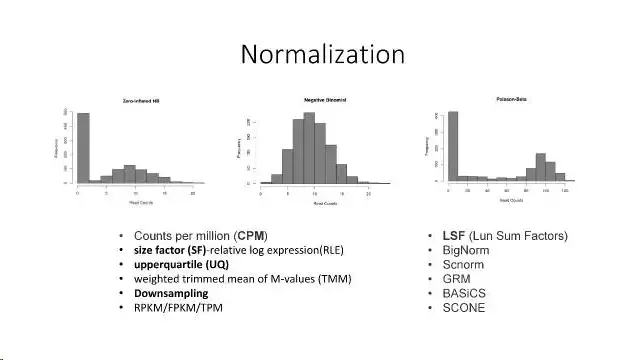 Normalization
Zero-inflated NB
Negative Binomial
Poisson-Beta
Frequency
Read Counts
Frequency
Read Counts
Frequency
Read Counts
• Counts per million (CPM)
• size factor (SF)-relative log expression(RLE)
• upperquartile (UQ)
• weighted trimmed mean of M-values (TMM)
• Downsampling
• RPKM/FPKM/TPM
• LSF (Lun Sum Factors)
• BigNorm
• Scnorm
• GRM
• BASiCS
• SCONE